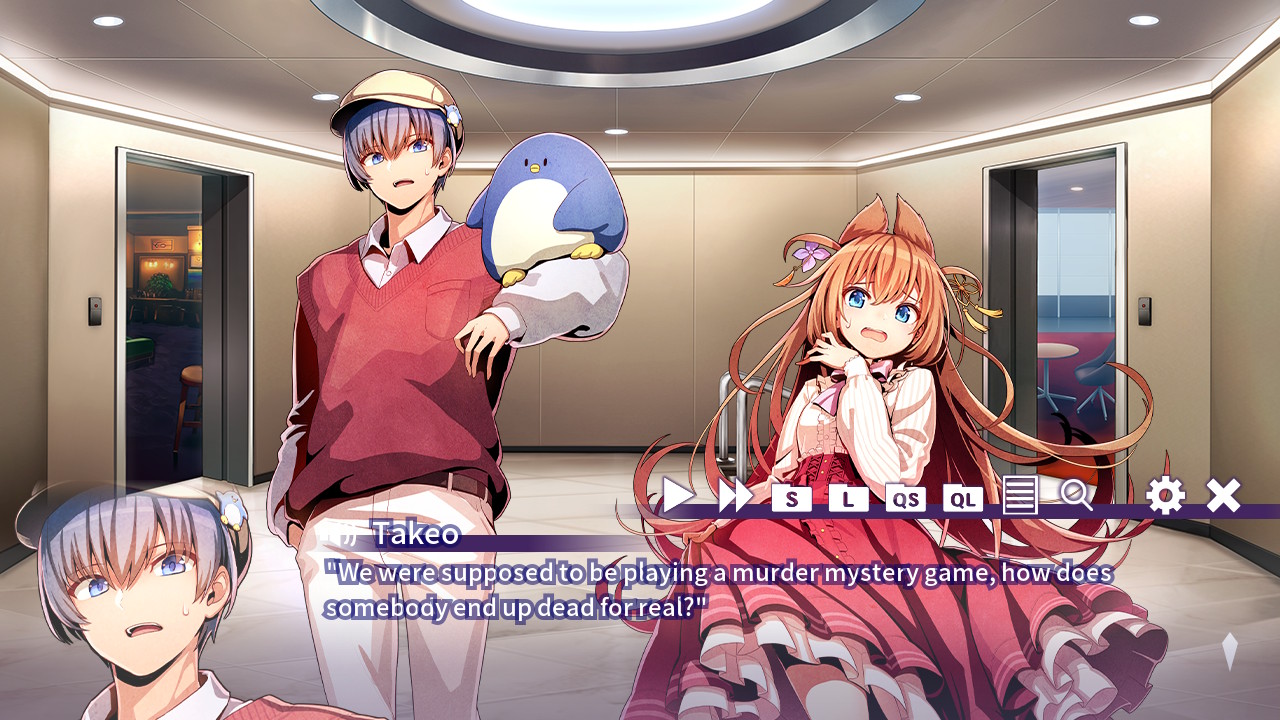 S L QS QL
Takeo
"We were supposed to be playing a murder mystery game, how does
somebody end up dead for real?"